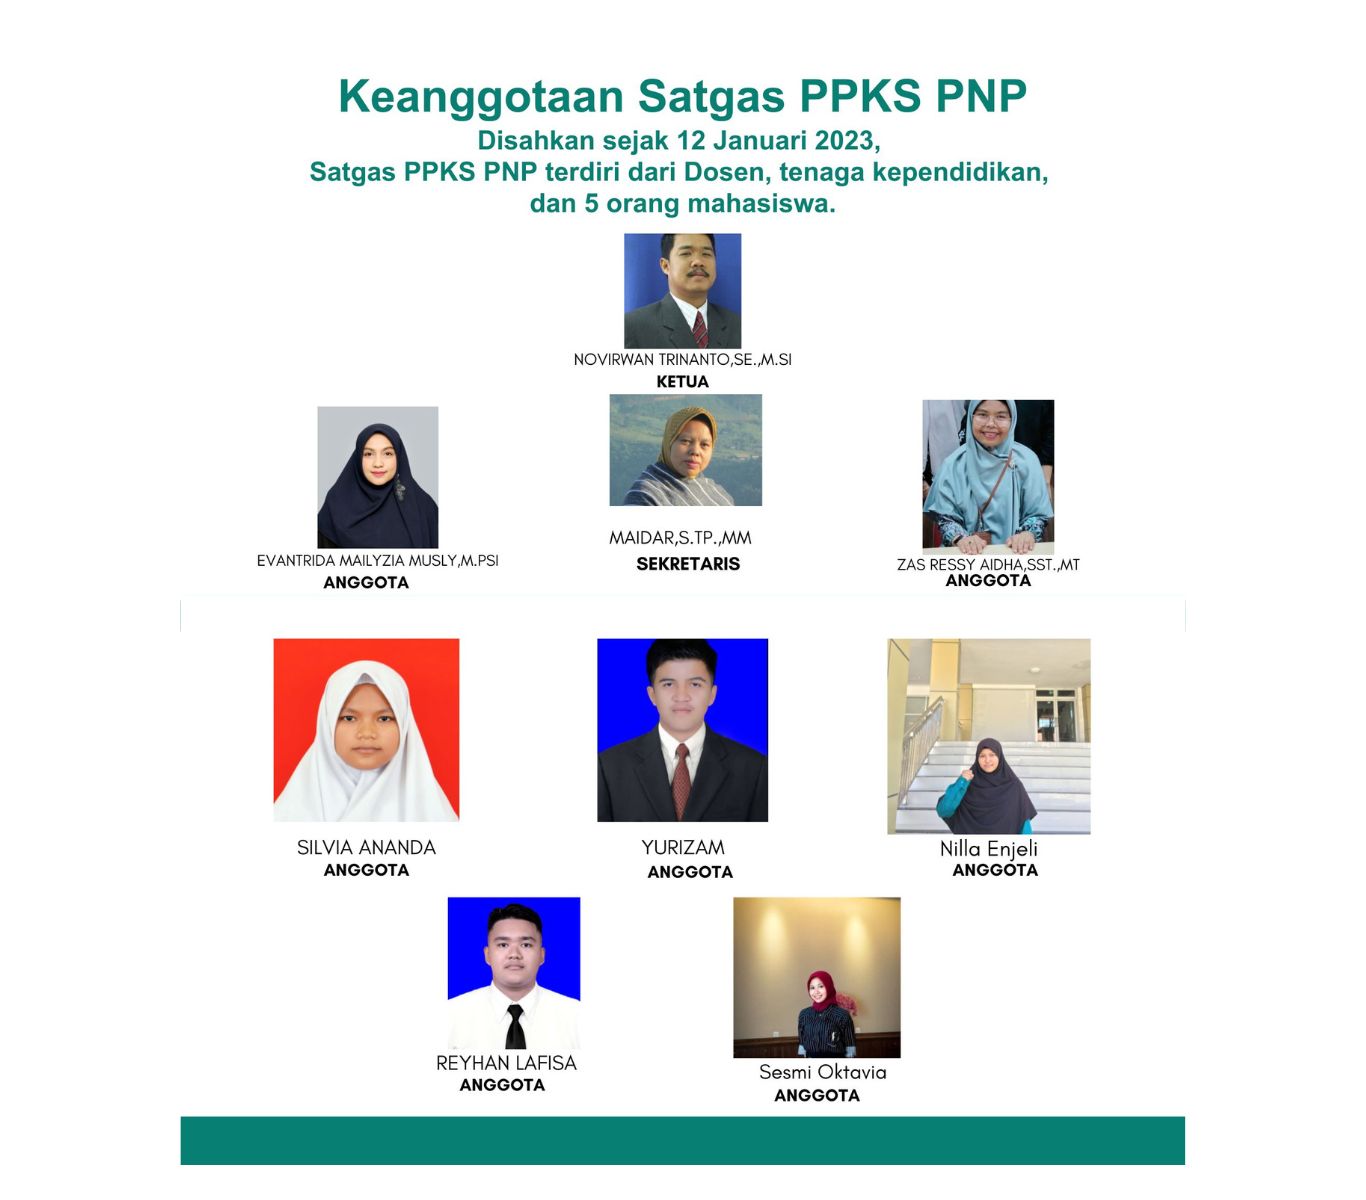 Keanggotaan Satgas PPKS PNP
Disahkan sejak 12 Januari 2023,
Satgas PPKS PNP terdiri dari Dosen, tenaga kependidikan,
dan 5 orang mahasiswa.
NOVIRWAN TRINANTO,SE.,M.SI
KETUA
EVANTRIDA MAILYZIA MUSLY,M.PSI
ANGGOTA
MAIDAR,S.TP.,MM
SEKRETARIS
ZAS RESSY AIDHA,SST.,MT
ANGGOTA
SILVIA ANANDA
ANGGOTA
YURIZAM
ANGGOTA
Nilla Enjeli
ANGGOTA
REYHAN LAFISA
ANGGOTA
Sesmi Oktavia
ANGGOTA